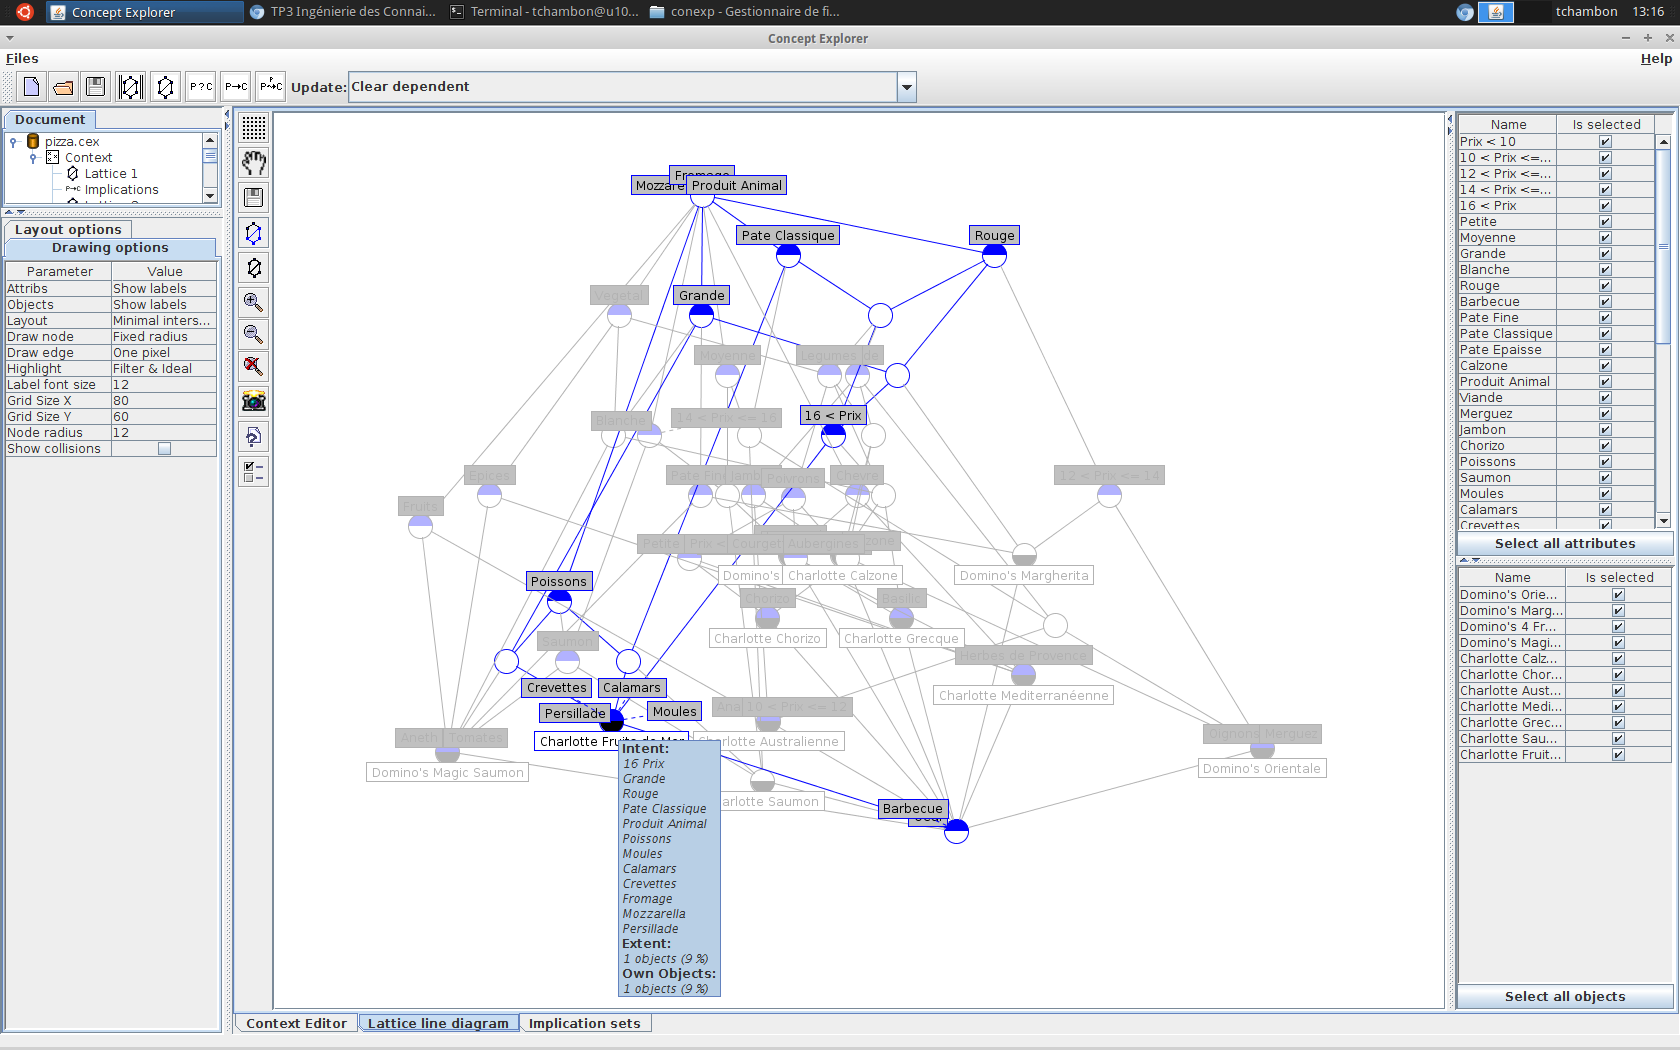 Concept Explorer
TP3 Ingénierie des Connai...
Terminal - tchambon@u10...
conexp - Gestionnaire de fi...
tchambon 13:16
Concept Explorer
Files
Help
P?C
P→C
Update: Clear dependent
Document
pizza.cex
Context
Lattice 1
P→C Implications
Layout options
Drawing options
Parameter Value
Attribs Show labels
Objects Show labels
Layout Minimal inters...
Draw node Fixed radius
Draw edge One pixel
Highlight Filter & Ideal
Label font size 12
Grid Size X 80
Grid Size Y 60
Node radius 12
Show collisions
Fromage
Mozzare
Produit Animal
Pate Classique
Rouge
Vegetal
Grande
Moyenne
Legumes
de
Blanche
14 < Prix <= 16
16 < Prix
Epices
Pate Fin
Jamb
Poivrons
Chevre
12 < Prix <= 14
Fruits
Petite
Prix <
Courget
Aubergines
zone
Domino's
Charlotte Calzone
Domino's Margherita
Poissons
Chorizo
Basilic
Saumon
Charlotte Chorizo
Charlotte Grecque
Herbes de Provence
Crevettes
Calamars
Charlotte Mediterranéenne
Persillade
Moules
Ana
10 < Prix <= 12
Aneth
Tomates
Charlotte Fruits de Mer
Charlotte Australienne
Oignons
Merguez
Domino's Magic Saumon
Domino's Orientale
arlotte Saumon
Barbecue
Intent:
16 Prix
Grande
Rouge
Pate Classique
Produit Animal
Poissons
Moules
Calamars
Crevettes
Fromage
Mozzarella
Persillade
Extent:
1 objects (9 %)
Own Objects:
1 objects (9 %)
Context Editor
Lattice line diagram
Implication sets
Name Is selected
Prix < 10
10 < Prix <=...
12 < Prix <=...
14 < Prix <=...
16 < Prix
Petite
Moyenne
Grande
Blanche
Rouge
Barbecue
Pate Fine
Pate Classique
Pate Epaisse
Calzone
Produit Animal
Viande
Merguez
Jambon
Chorizo
Poissons
Saumon
Moules
Calamars
Crevettes
Select all attributes
Name Is selected
Domino's Orie...
Domino's Marg...
Domino's 4 Fr...
Domino's Magi...
Charlotte Calz...
Charlotte Chor...
Charlotte Aust...
Charlotte Medi...
Charlotte Grec...
Charlotte Sau...
Charlotte Fruit...
Select all objects